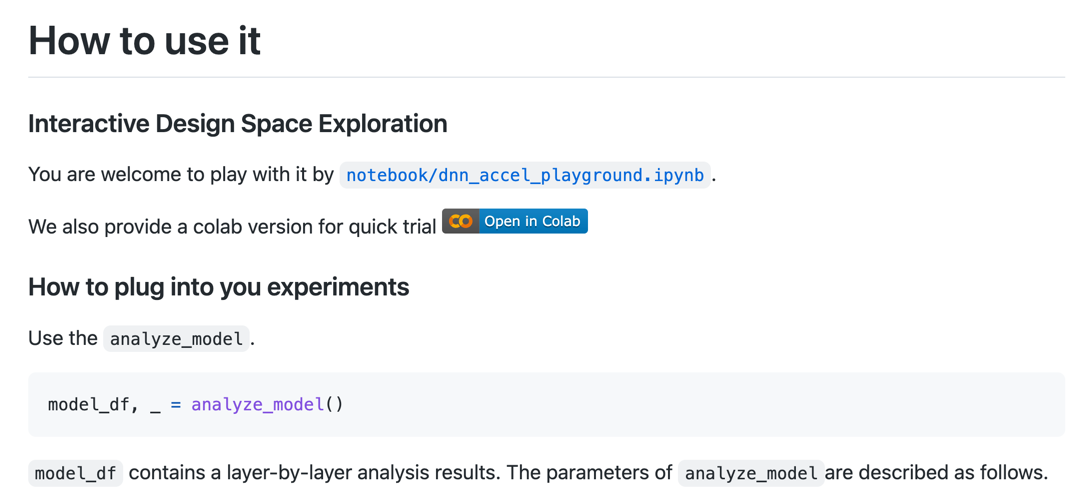 How to use it
Interactive Design Space Exploration
You are welcome to play with it by notebook/dnn_accel_playground.ipynb.
We also provide a colab version for quick trial Open in Colab
How to plug into you experiments
Use the analyze_model.
model_df, _ = analyze_model()
model_df contains a layer-by-layer analysis results. The parameters of analyze_model are described as follows.